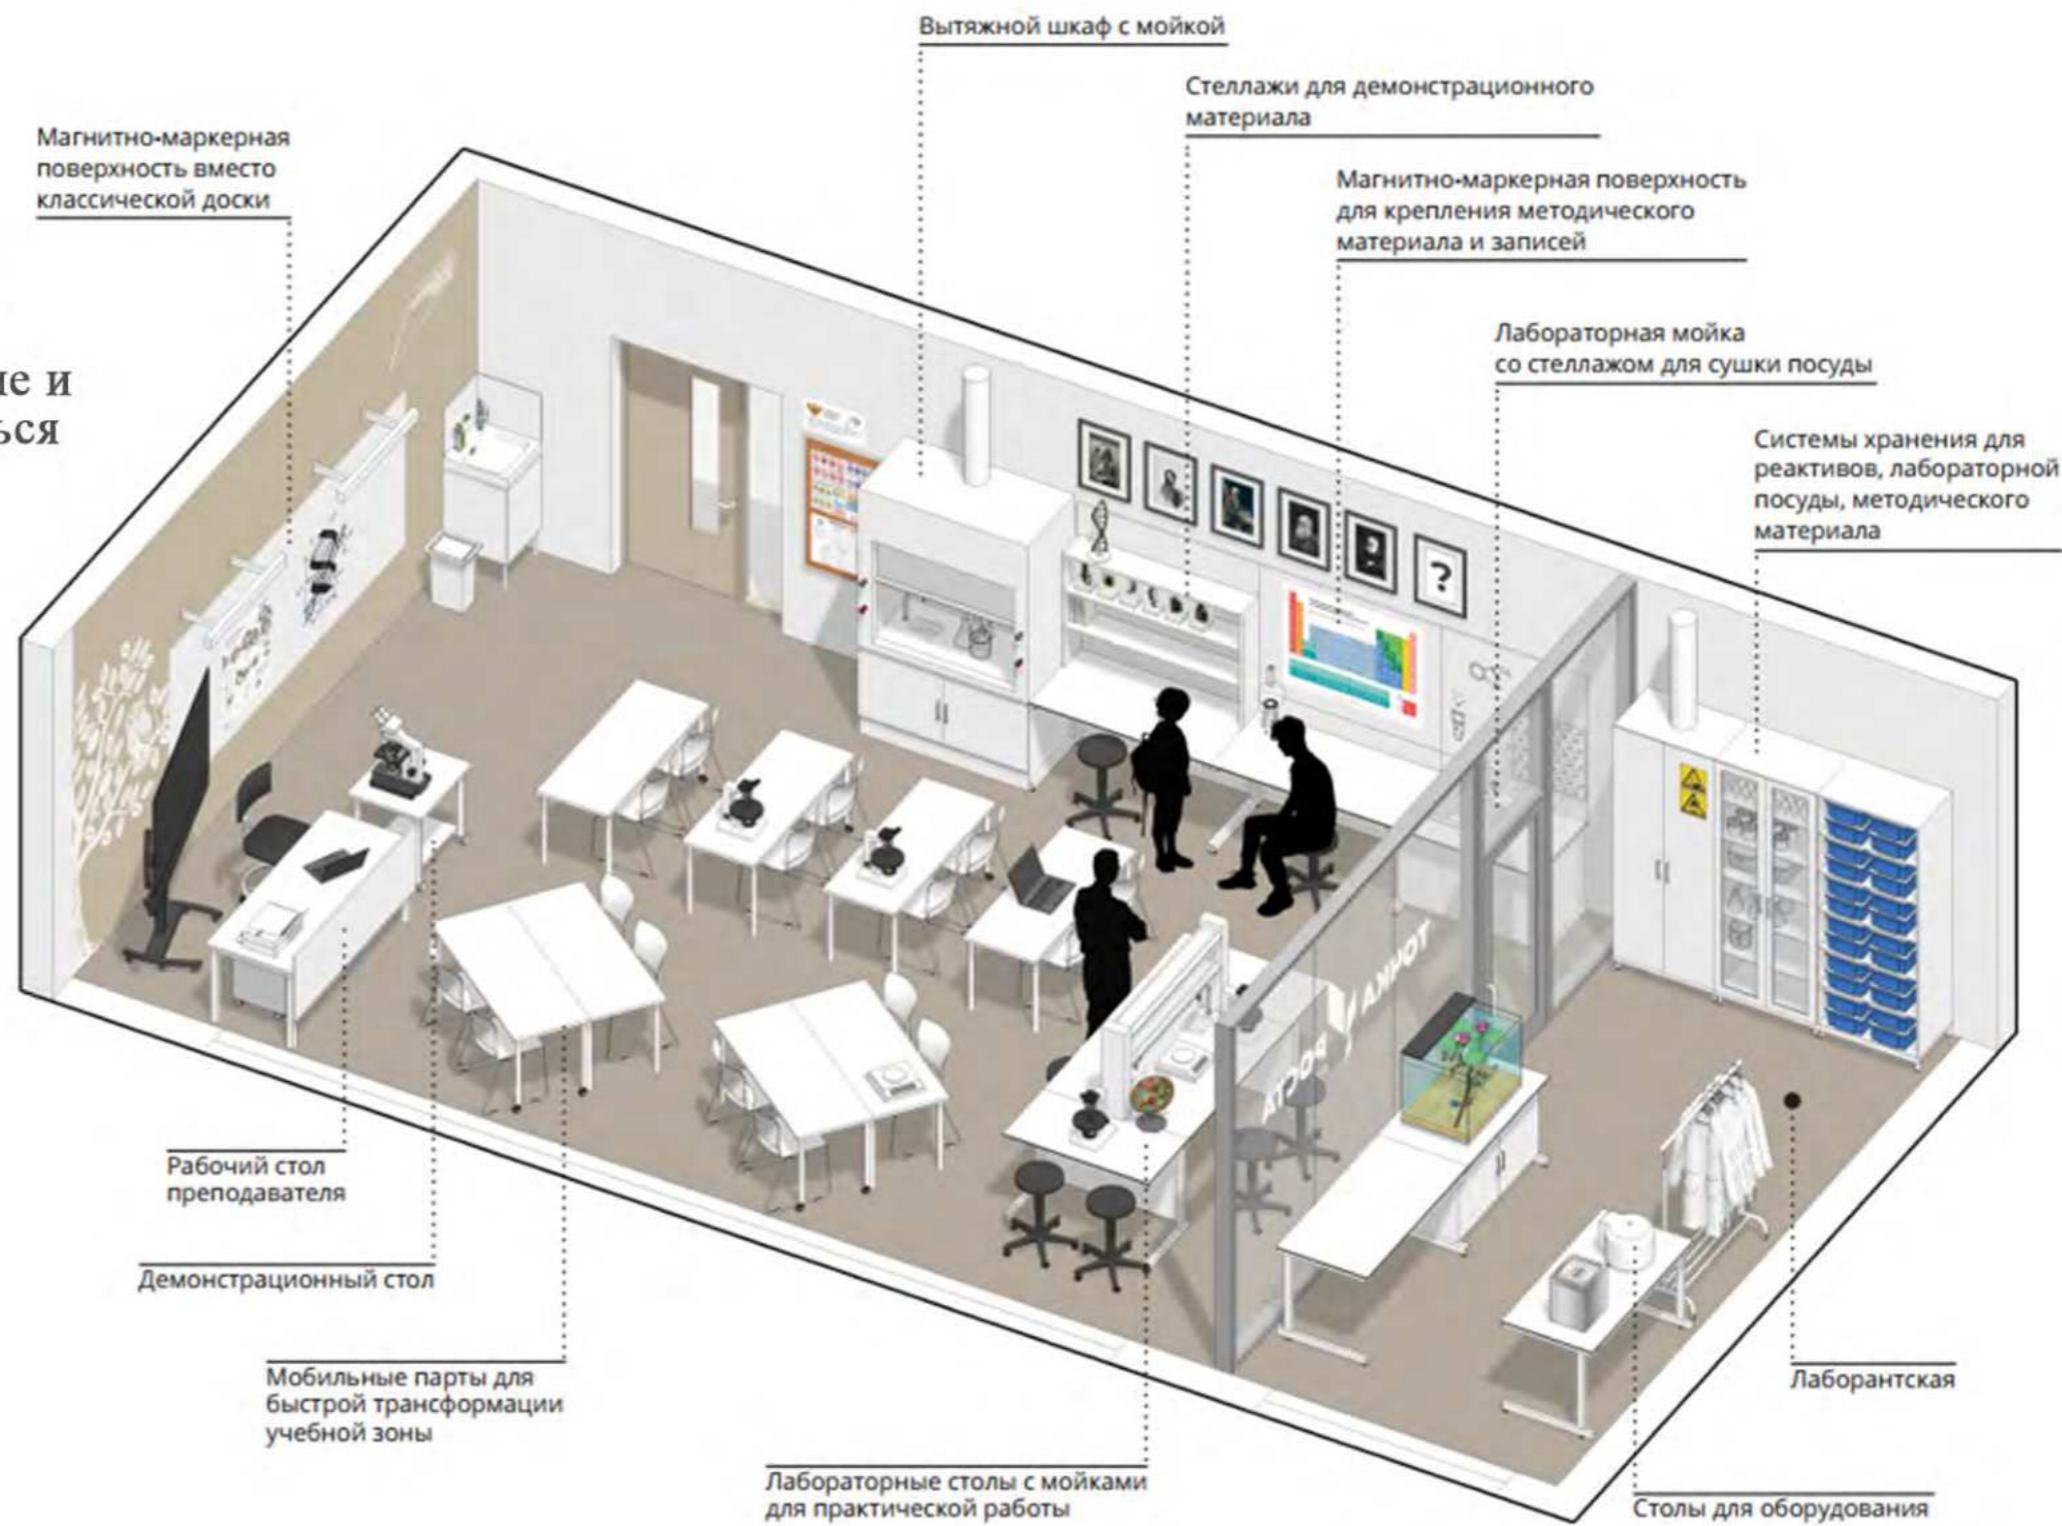 Вытяжной шкаф с мойкой
Стеллажи для демонстрационного
материала
Магнитно-маркерная
поверхность вместо
классической доски
Магнитно-маркерная поверхность
для крепления методического
материала и записей
Лабораторная мойка
со стеллажом для сушки посуды
и
ься
Системы хранения для
реактивов, лабораторной
посуды, методического
материала
?
ТОЧКА
РОСТА
Рабочий стол
преподавателя
Демонстрационный стол
Мобильные парты для
быстрой трансформации
учебной зоны
Лаборантская
Лабораторные столы с мойками
для практической работы
Столы для оборудования